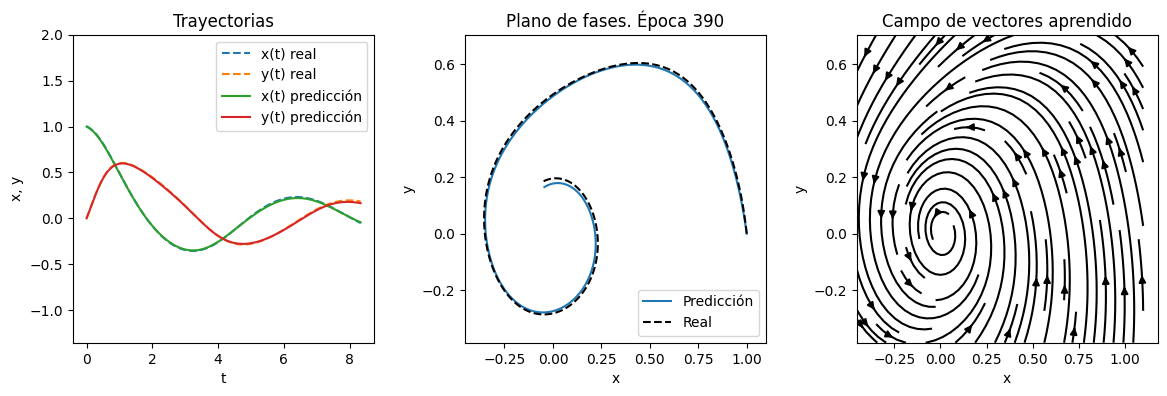 Trayectorias
2.0
1.5
1.0
0.5
0.0
−0.5
−1.0
0
2
4
6
8
t
x, y
x(t) real
y(t) real
x(t) predicción
y(t) predicción
Plano de fases. Época 390
0.6
0.4
0.2
0.0
−0.2
−0.25
0.00
0.25
0.50
0.75
1.00
x
y
Predicción
Real
Campo de vectores aprendido
0.6
0.4
0.2
0.0
−0.2
−0.25
0.00
0.25
0.50
0.75
1.00
x
y